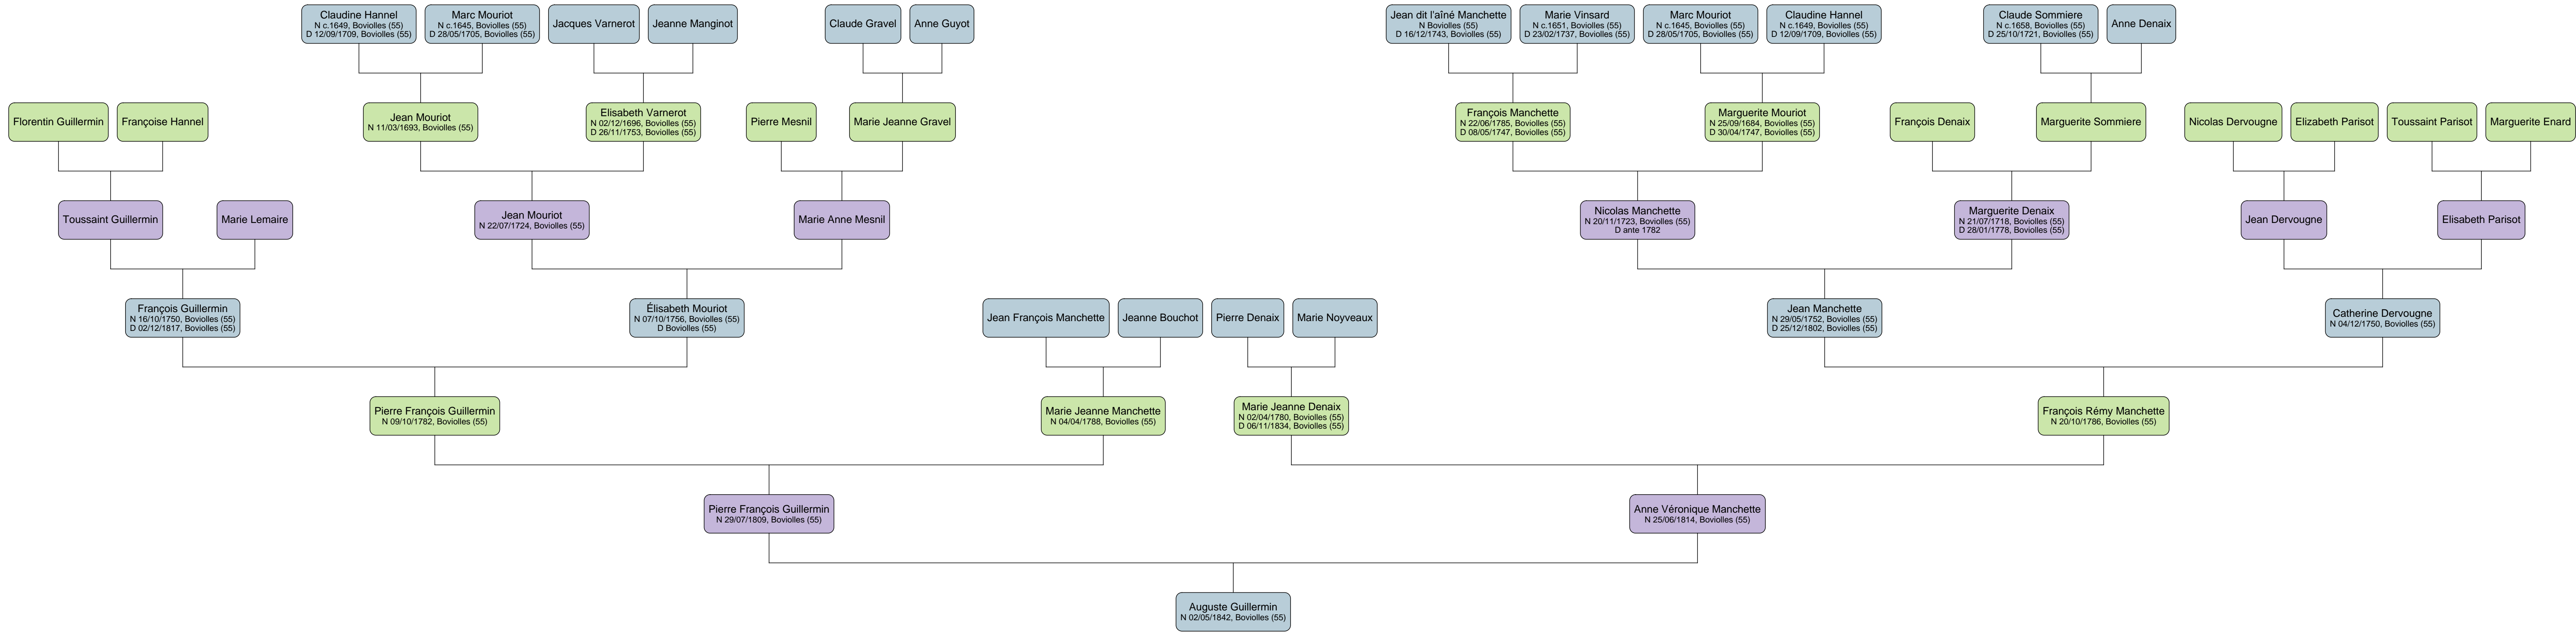 Claudine Hannel
N c.1649, Boviolles (55)
D 12/09/1709, Boviolles (55)
Marc Mouriot
N c.1645, Boviolles (55)
D 28/05/1705, Boviolles (55)
Jacques Varnerot
Jeanne Manginot
Claude Gravel
Anne Guyot
Jean dit l'aîné Manchette
N Boviolles (55)
D 16/12/1743, Boviolles (55)
Marie Vinsard
N c.1651, Boviolles (55)
D 23/02/1737, Boviolles (55)
Marc Mouriot
N c.1645, Boviolles (55)
D 28/05/1705, Boviolles (55)
Claudine Hannel
N c.1649, Boviolles (55)
D 12/09/1709, Boviolles (55)
Claude Sommiere
N c.1658, Boviolles (55)
D 25/10/1721, Boviolles (55)
Anne Denaix
Florentin Guillermin
Françoise Hannel
Jean Mouriot
N 11/03/1693, Boviolles (55)
Elisabeth Varnerot
N 02/12/1696, Boviolles (55)
D 26/11/1753, Boviolles (55)
Pierre Mesnil
Marie Jeanne Gravel
François Manchette
N 22/06/1785, Boviolles (55)
D 08/05/1747, Boviolles (55)
Marguerite Mouriot
N 25/09/1684, Boviolles (55)
D 30/04/1747, Boviolles (55)
François Denaix
Marguerite Sommiere
Nicolas Dervougne
Elizabeth Parisot
Toussaint Parisot
Marguerite Enard
Toussaint Guillermin
Marie Lemaire
Jean Mouriot
N 22/07/1724, Boviolles (55)
Marie Anne Mesnil
Nicolas Manchette
N 20/11/1723, Boviolles (55)
D ante 1782
Marguerite Denaix
N 21/07/1718, Boviolles (55)
D 28/01/1778, Boviolles (55)
Jean Dervougne
Elisabeth Parisot
François Guillermin
N 16/10/1750, Boviolles (55)
D 02/12/1817, Boviolles (55)
Élisabeth Mouriot
N 07/10/1756, Boviolles (55)
D Boviolles (55)
Jean François Manchette
Jeanne Bouchot
Pierre Denaix
Marie Noyveaux
Jean Manchette
N 29/05/1752, Boviolles (55)
D 25/12/1802, Boviolles (55)
Catherine Dervougne
N 04/12/1750, Boviolles (55)
Pierre François Guillermin
N 09/10/1782, Boviolles (55)
Marie Jeanne Manchette
N 04/04/1788, Boviolles (55)
Marie Jeanne Denaix
N 02/04/1780, Boviolles (55)
D 06/11/1834, Boviolles (55)
François Rémy Manchette
N 20/10/1786, Boviolles (55)
Pierre François Guillermin
N 29/07/1809, Boviolles (55)
Anne Véronique Manchette
N 25/06/1814, Boviolles (55)
Auguste Guillermin
N 02/05/1842, Boviolles (55)